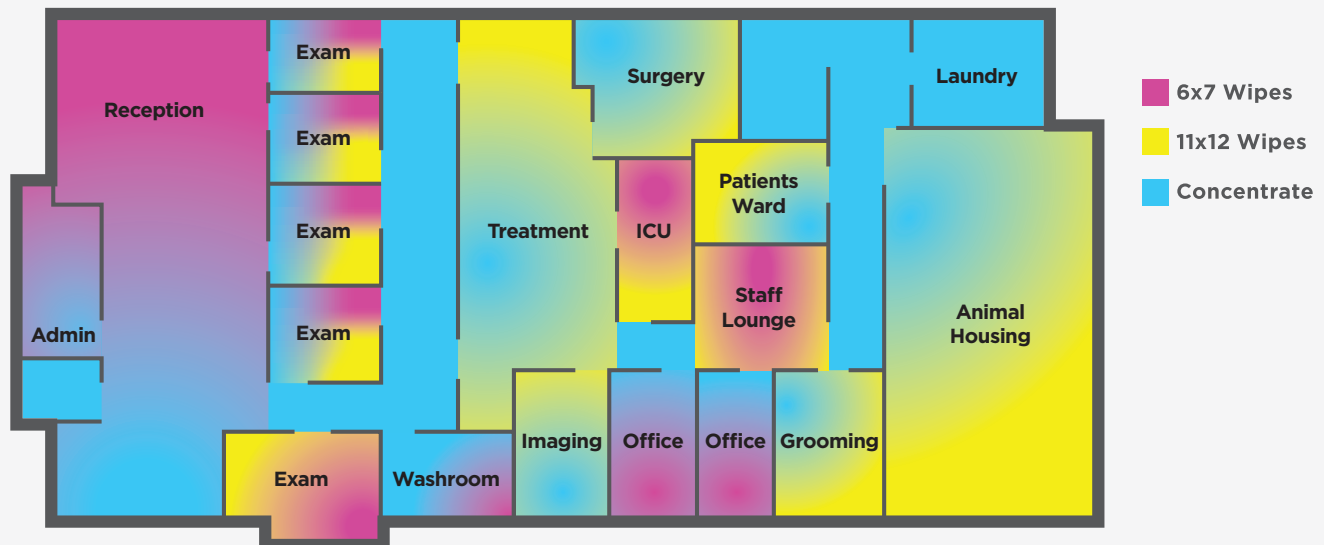 Exam
Surgery
Laundry
6x7 Wipes
Reception
11x12 Wipes
Exam
Patients
Ward
Concentrate
Exam
Treatment
ICU
Staff
Lounge
Animal
Housing
Admin
Exam
Imaging
Office
Office
Grooming
Exam
Washroom